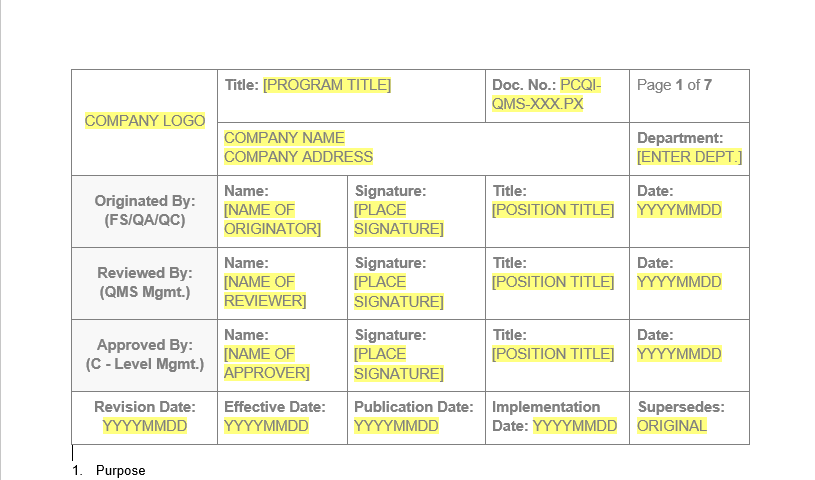 Title: [PROGRAM TITLE]
Doc. No.: PCQI-
QMS-XXX.PX
Page 1 of 7
COMPANY LOGO
COMPANY NAME
COMPANY ADDRESS
Department:
[ENTER DEPT.]
Originated By:
(FS/QA/QC)
Name:
[NAME OF
ORIGINATOR]
Signature:
[PLACE
SIGNATURE]
Title:
[POSITION TITLE]
Date:
YYYYMMDD
Reviewed By:
(QMS Mgmt.)
Name:
[NAME OF
REVIEWER]
Signature:
[PLACE
SIGNATURE]
Title:
[POSITION TITLE]
Date:
YYYYMMDD
Approved By:
(C - Level Mgmt.)
Name:
[NAME OF
APPROVER]
Signature:
[PLACE
SIGNATURE]
Title:
[POSITION TITLE]
Date:
YYYYMMDD
Revision Date:
YYYYMMDD
Effective Date:
YYYYMMDD
Publication Date:
YYYYMMDD
Implementation
Date: YYYYMMDD
Supersedes:
ORIGINAL
1. Purpose